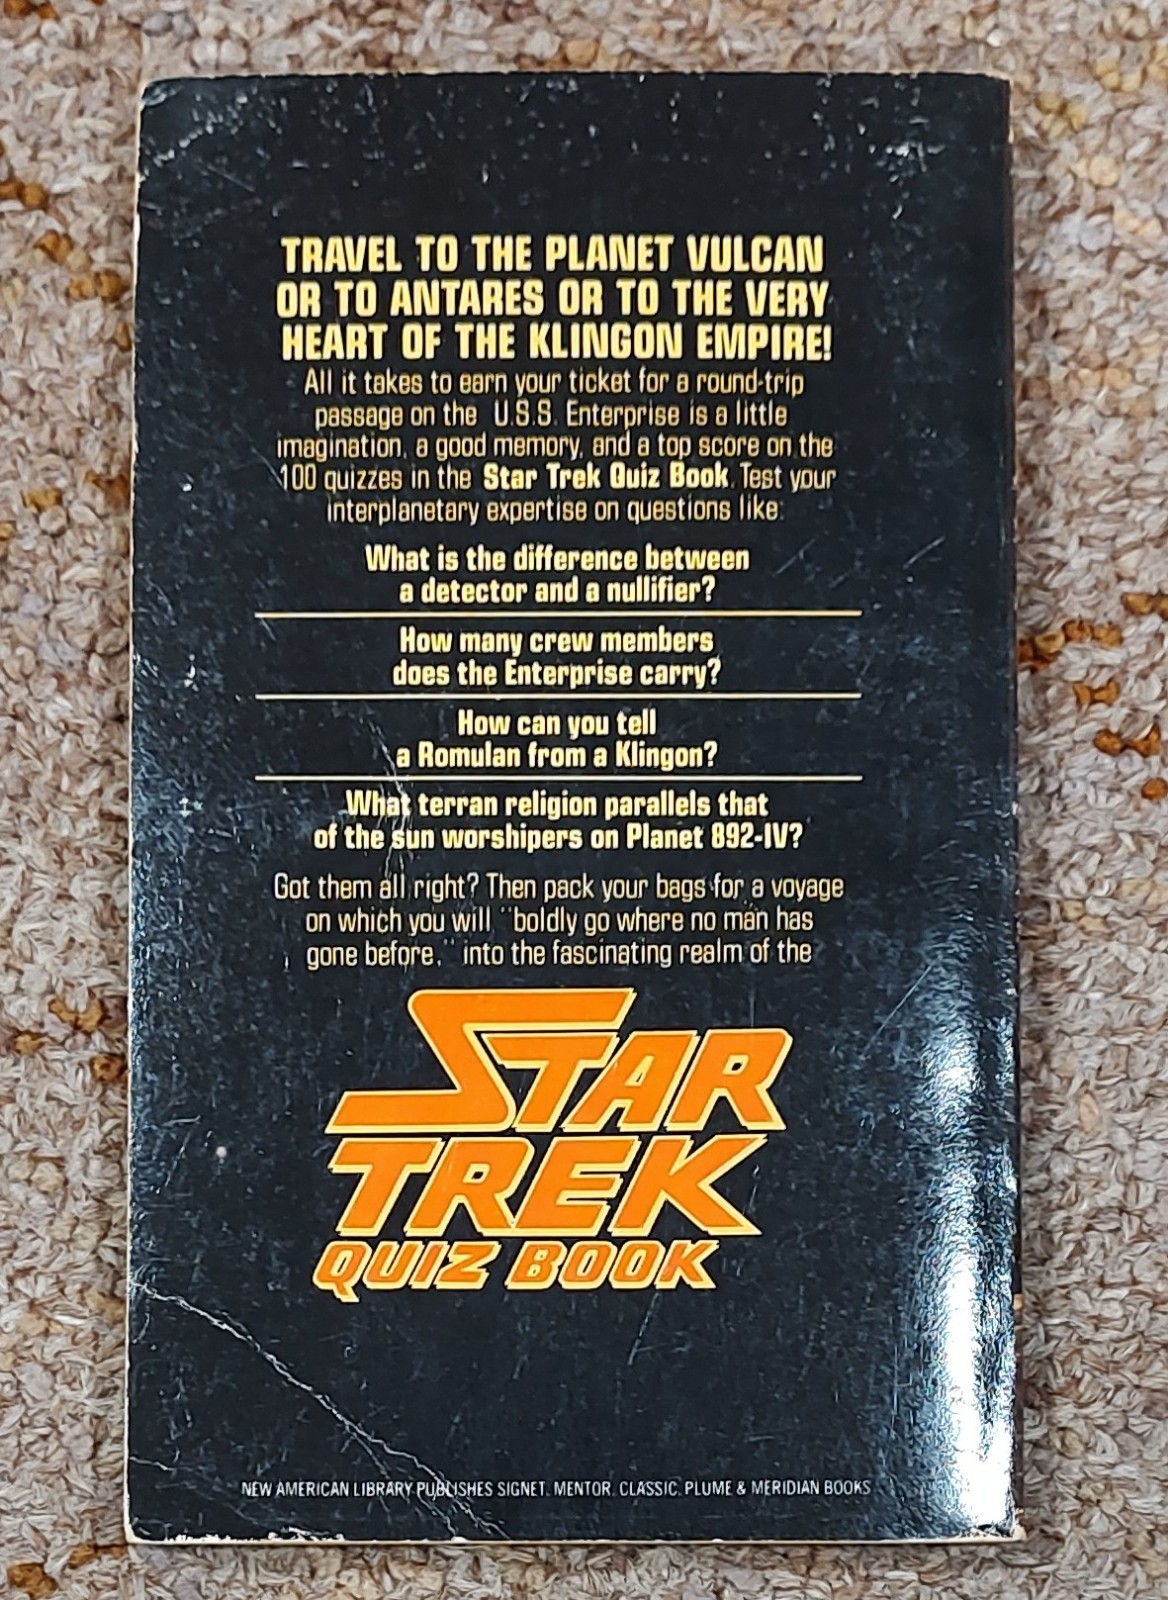 TRAVEL TO THE PLANET VULCAN
OR TO ANTARES OR TO THE VERY
HEART OF THE KLINGON EMPIRE!
All it takes to earn your ticket for a round-trip
passage on the U.S.S. Enterprise is a little
imagination, a good memory, and a top score on the
100 quizzes in the Star Trek Quiz Book. Test your
interplanetary expertise on questions like:
What is the difference between
a detector and a nullifier?
How many crew members
does the Enterprise carry?
How can you tell
a Romulan from a Klingon?
What terran religion parallels that
of the sun worshipers on Planet 892-IV?
Got them all right? Then pack your bags for a voyage
on which you will "boldly go where no man has
gone before," into the fascinating realm of the
STAR
TREK
QUIZ BOOK
NEW AMERICAN LIBRARY PUBLISHES SIGNET, MENTOR, CLASSIC, PLUME & MERIDIAN BOOKS